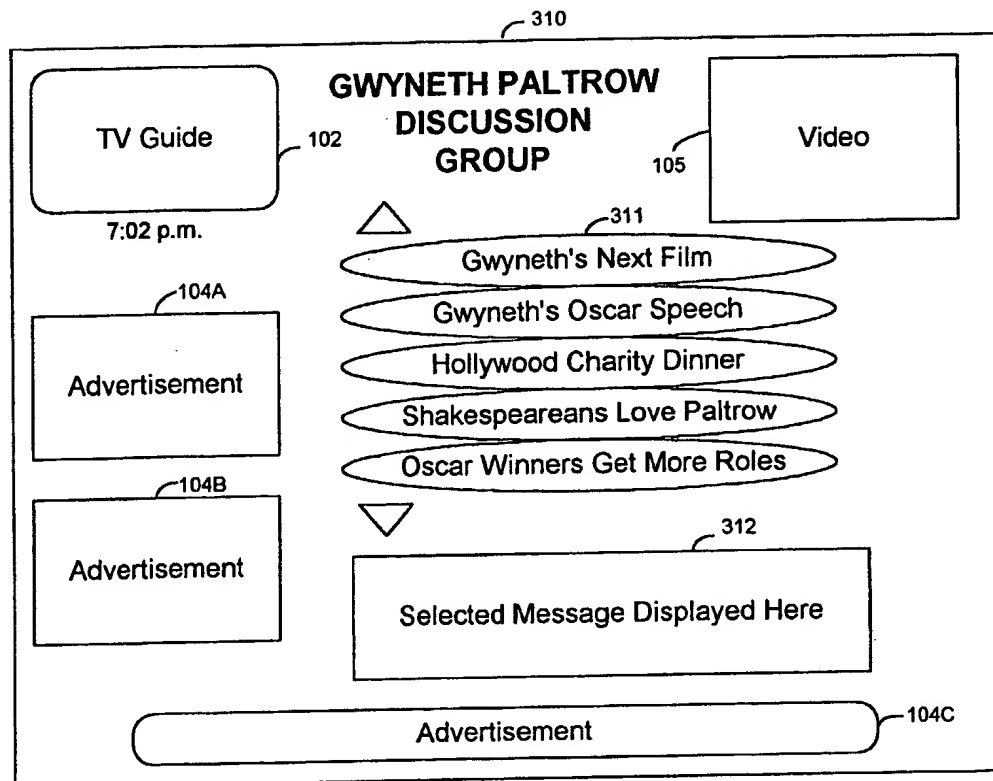 310
GWYNETH PALTROW
DISCUSSION
GROUP
TV Guide
102
7:02 p.m.
105
Video
311
Gwyneth's Next Film
Gwyneth's Oscar Speech
Hollywood Charity Dinner
Shakespeareans Love Paltrow
Oscar Winners Get More Roles
104A
Advertisement
104B
Advertisement
312
Selected Message Displayed Here
Advertisement
104C